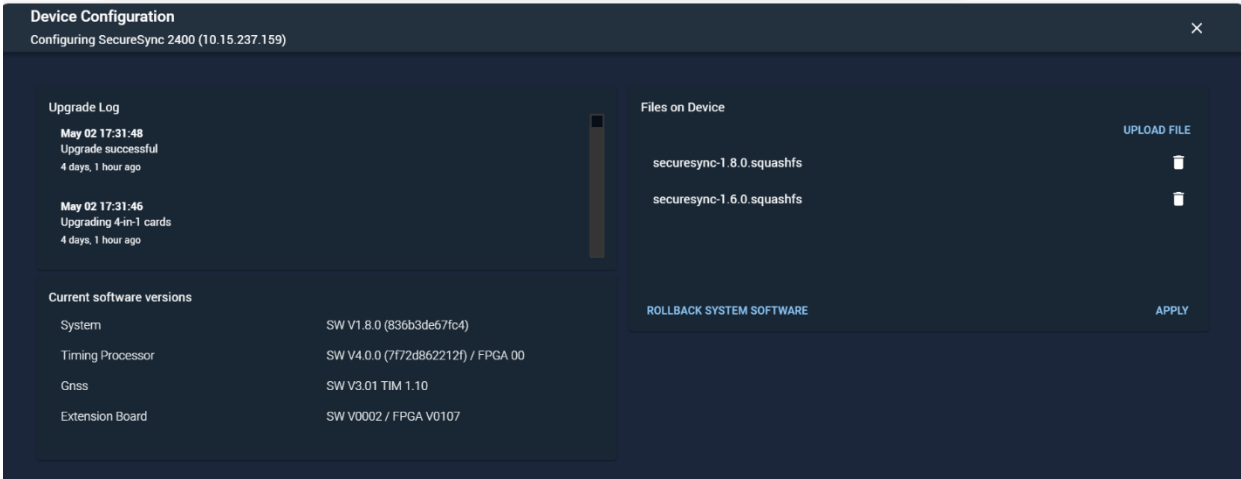 Device Configuration
Configuring SecureSync 2400 (10.15.237.159)
Upgrade Log
May 02 17:31:48
Upgrade successful
4 days, 1 hour ago
May 02 17:31:46
Upgrading 4-in-1 cards
4 days, 1 hour ago
Current software versions
System SW V1.8.0 (836b3de67fc4)
Timing Processor SW V4.0.0 (7f72d862212f) / FPGA 00
Gnss SW V3.01 TIM 1.10
Extension Board SW V0002 / FPGA V0107
Files on Device
UPLOAD FILE
securesync-1.8.0.squashfs
securesync-1.6.0.squashfs
ROLLBACK SYSTEM SOFTWARE APPLY